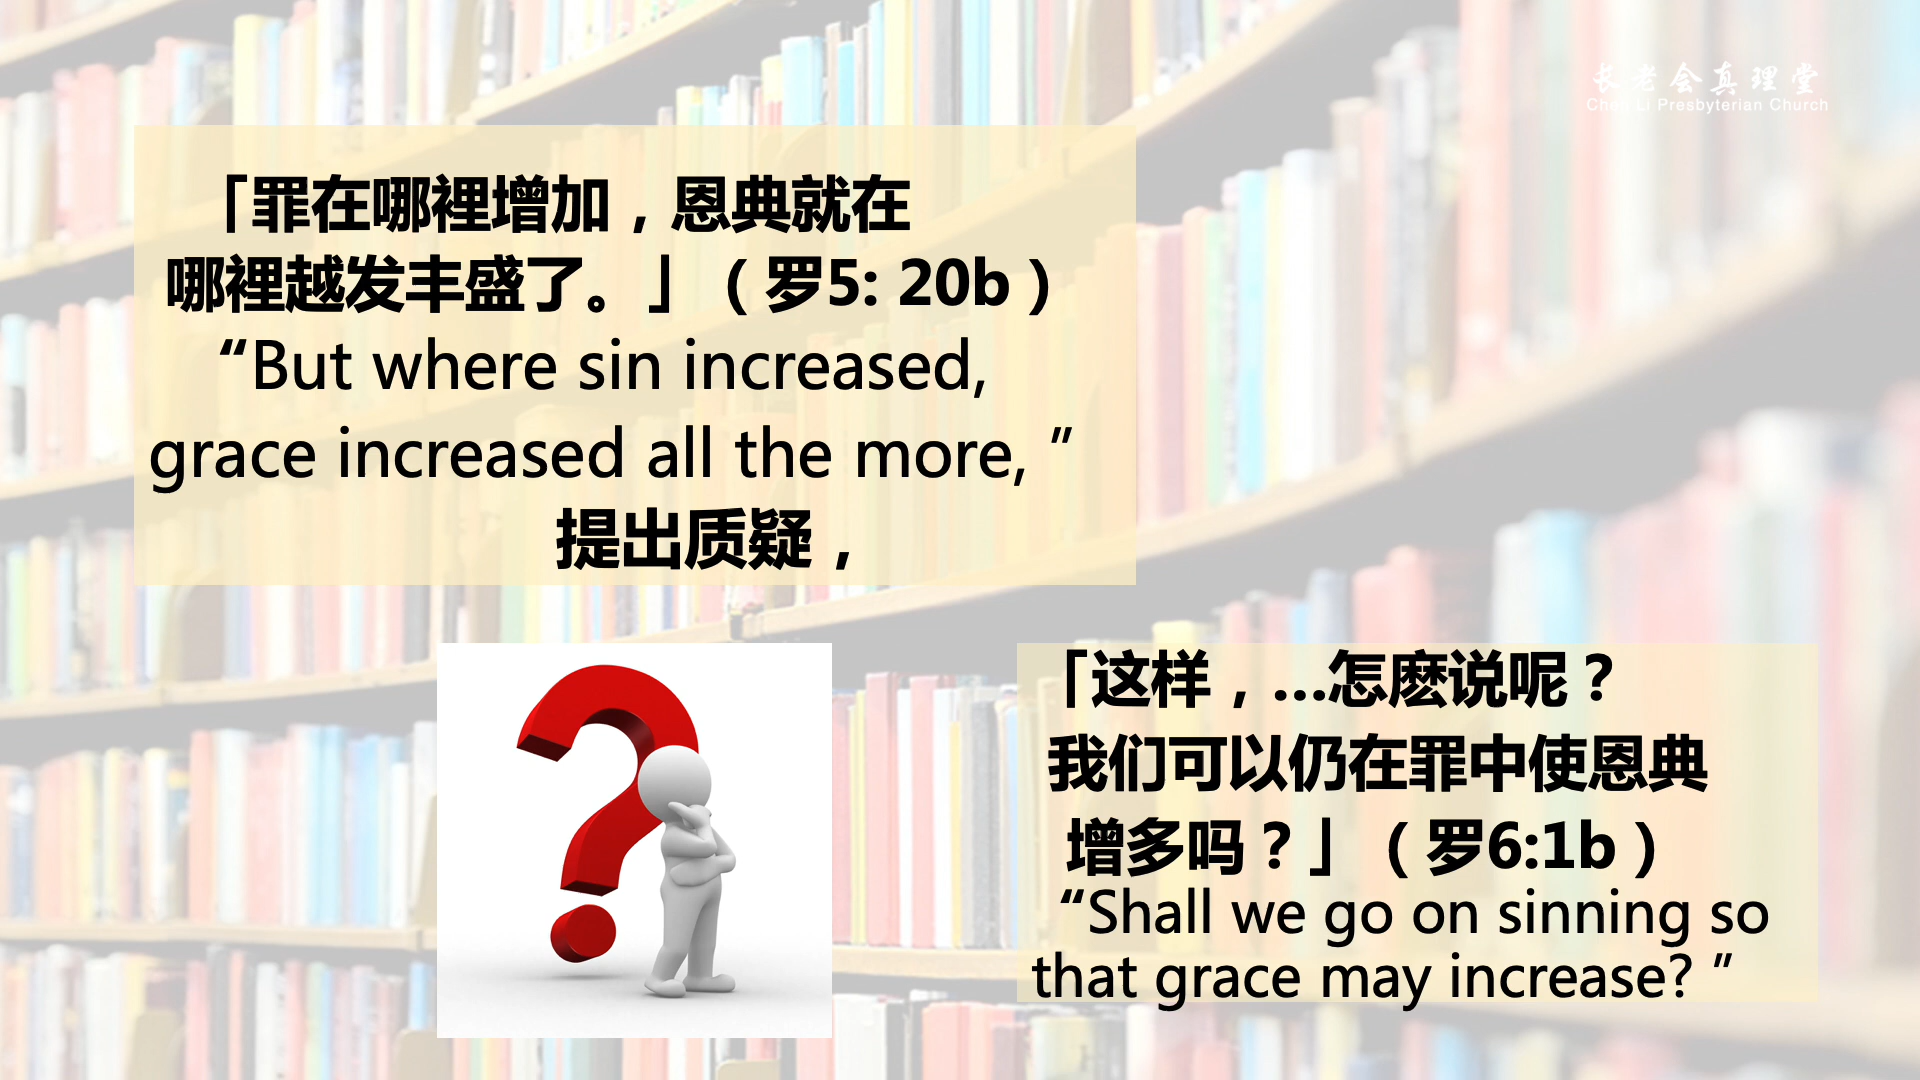 长老会真理堂
Chen Li Presbyterian Church
「罪在哪裡增加，恩典就在
哪裡越发丰盛了。」（罗5: 20b）
“But where sin increased,
grace increased all the more, ”
提出质疑，
「这样，…怎麽说呢？
我们可以仍在罪中使恩典
增多吗？」（罗6:1b）
“Shall we go on sinning so
that grace may increase? ”